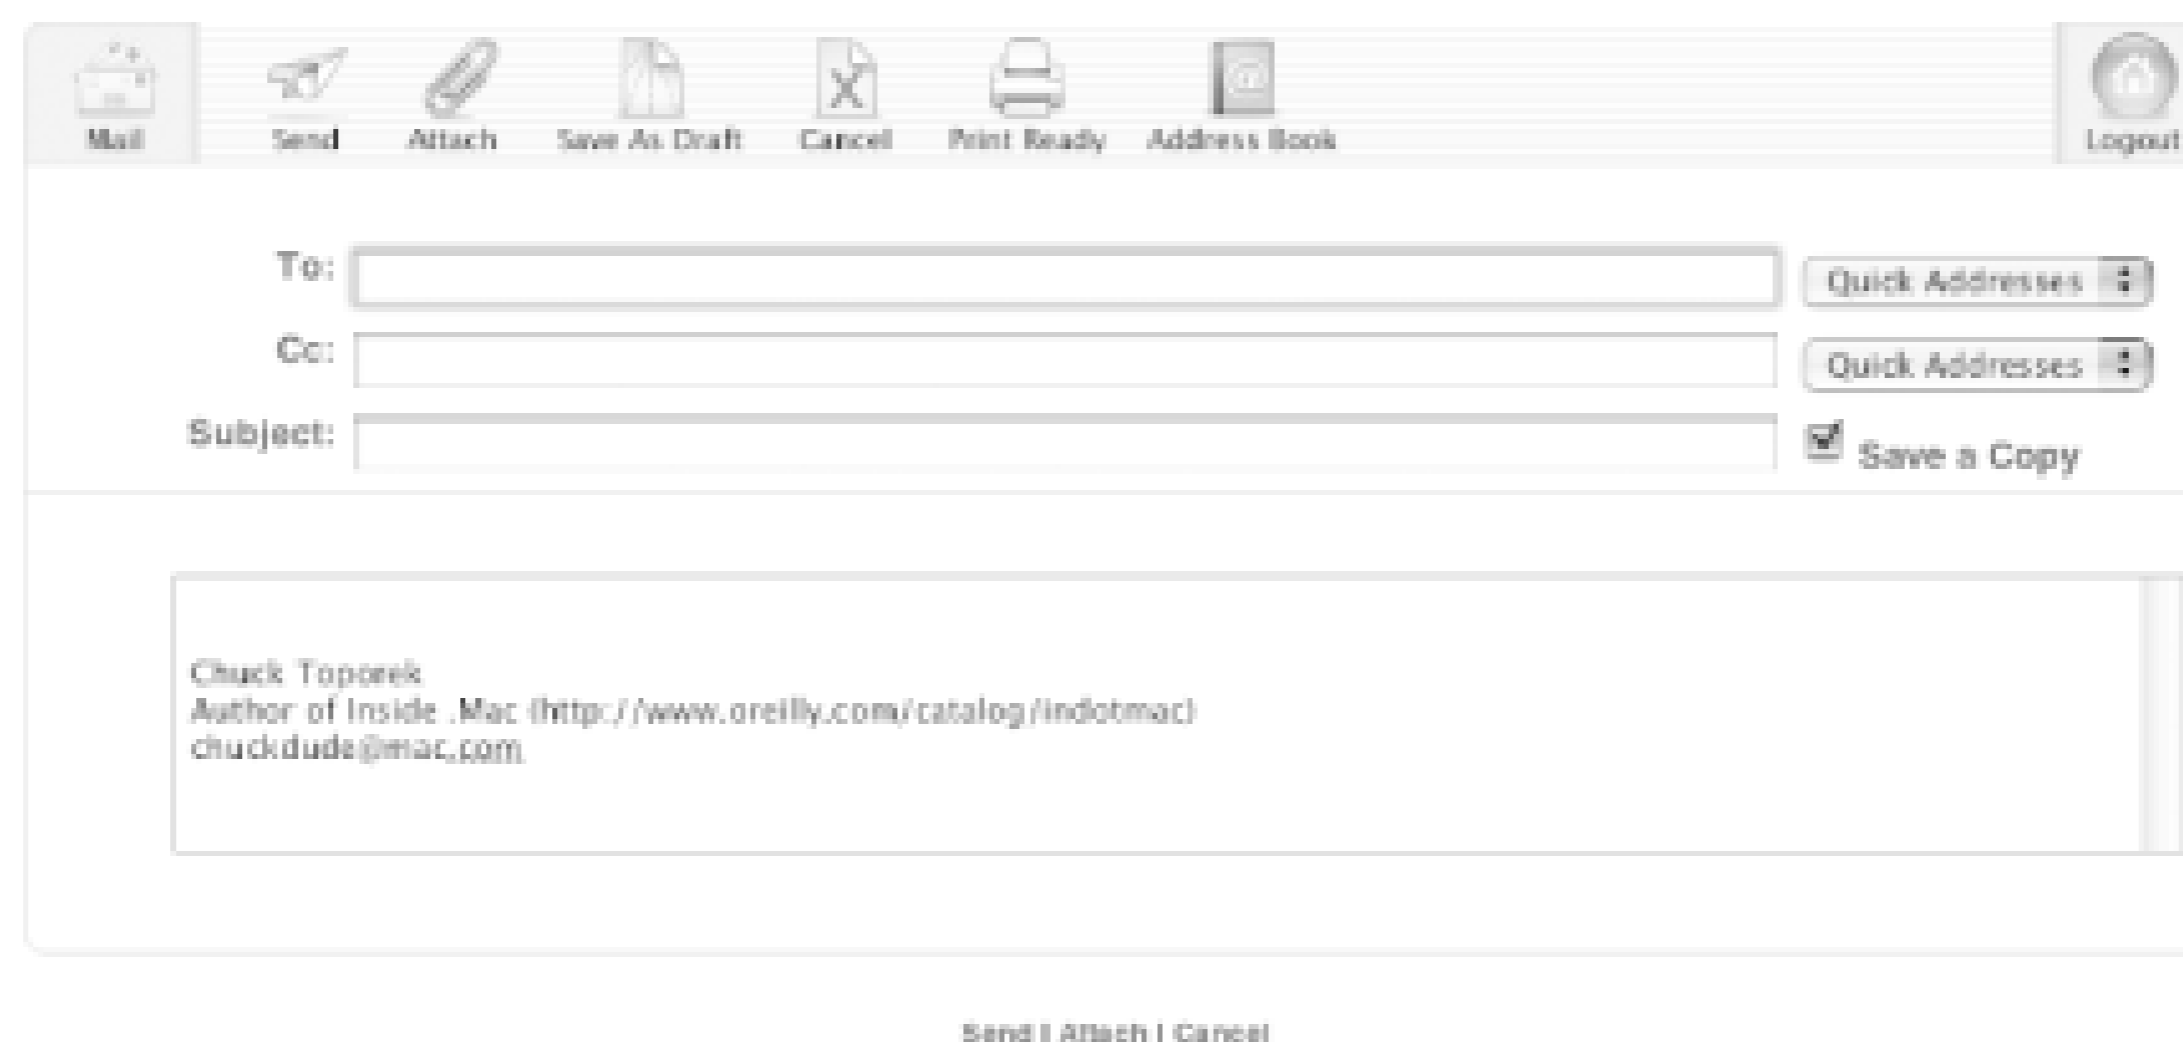 Mail Send Attach Save As Draft Cancel Print Ready Address Book Logout
To: Quick Addresses
Cc: Quick Addresses
Subject: Save a Copy
Chuck Toporek
Author of Inside .Mac (http://www.oreilly.com/catalog/indotmac)
chuckdude@mac.com
Send | Attach | Cancel